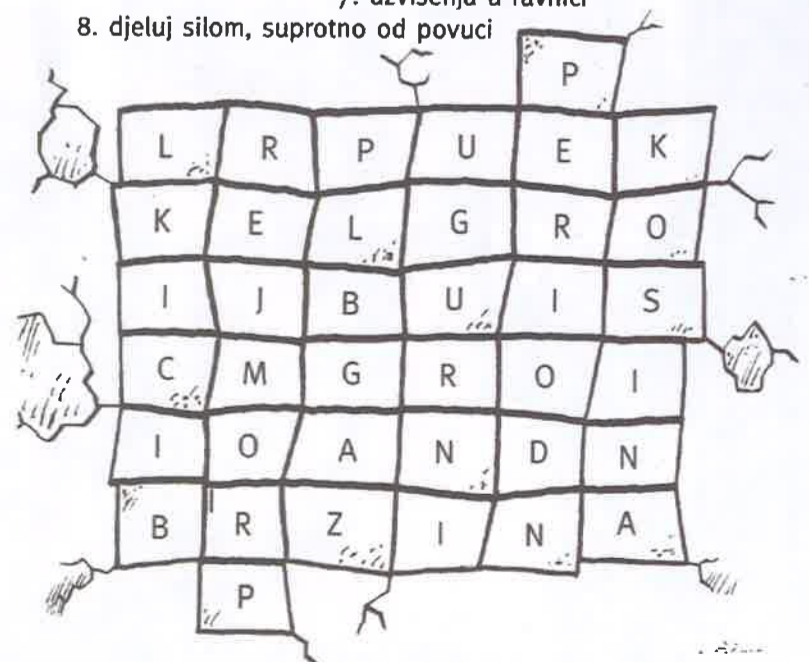 7. uzvišenja u ravnici
8. djeluj silom, suprotno od povuci
P
L R P U E K
K E L G R O
I J B U I S
C M G R O I
I O A N D N
B R Z I N A
P